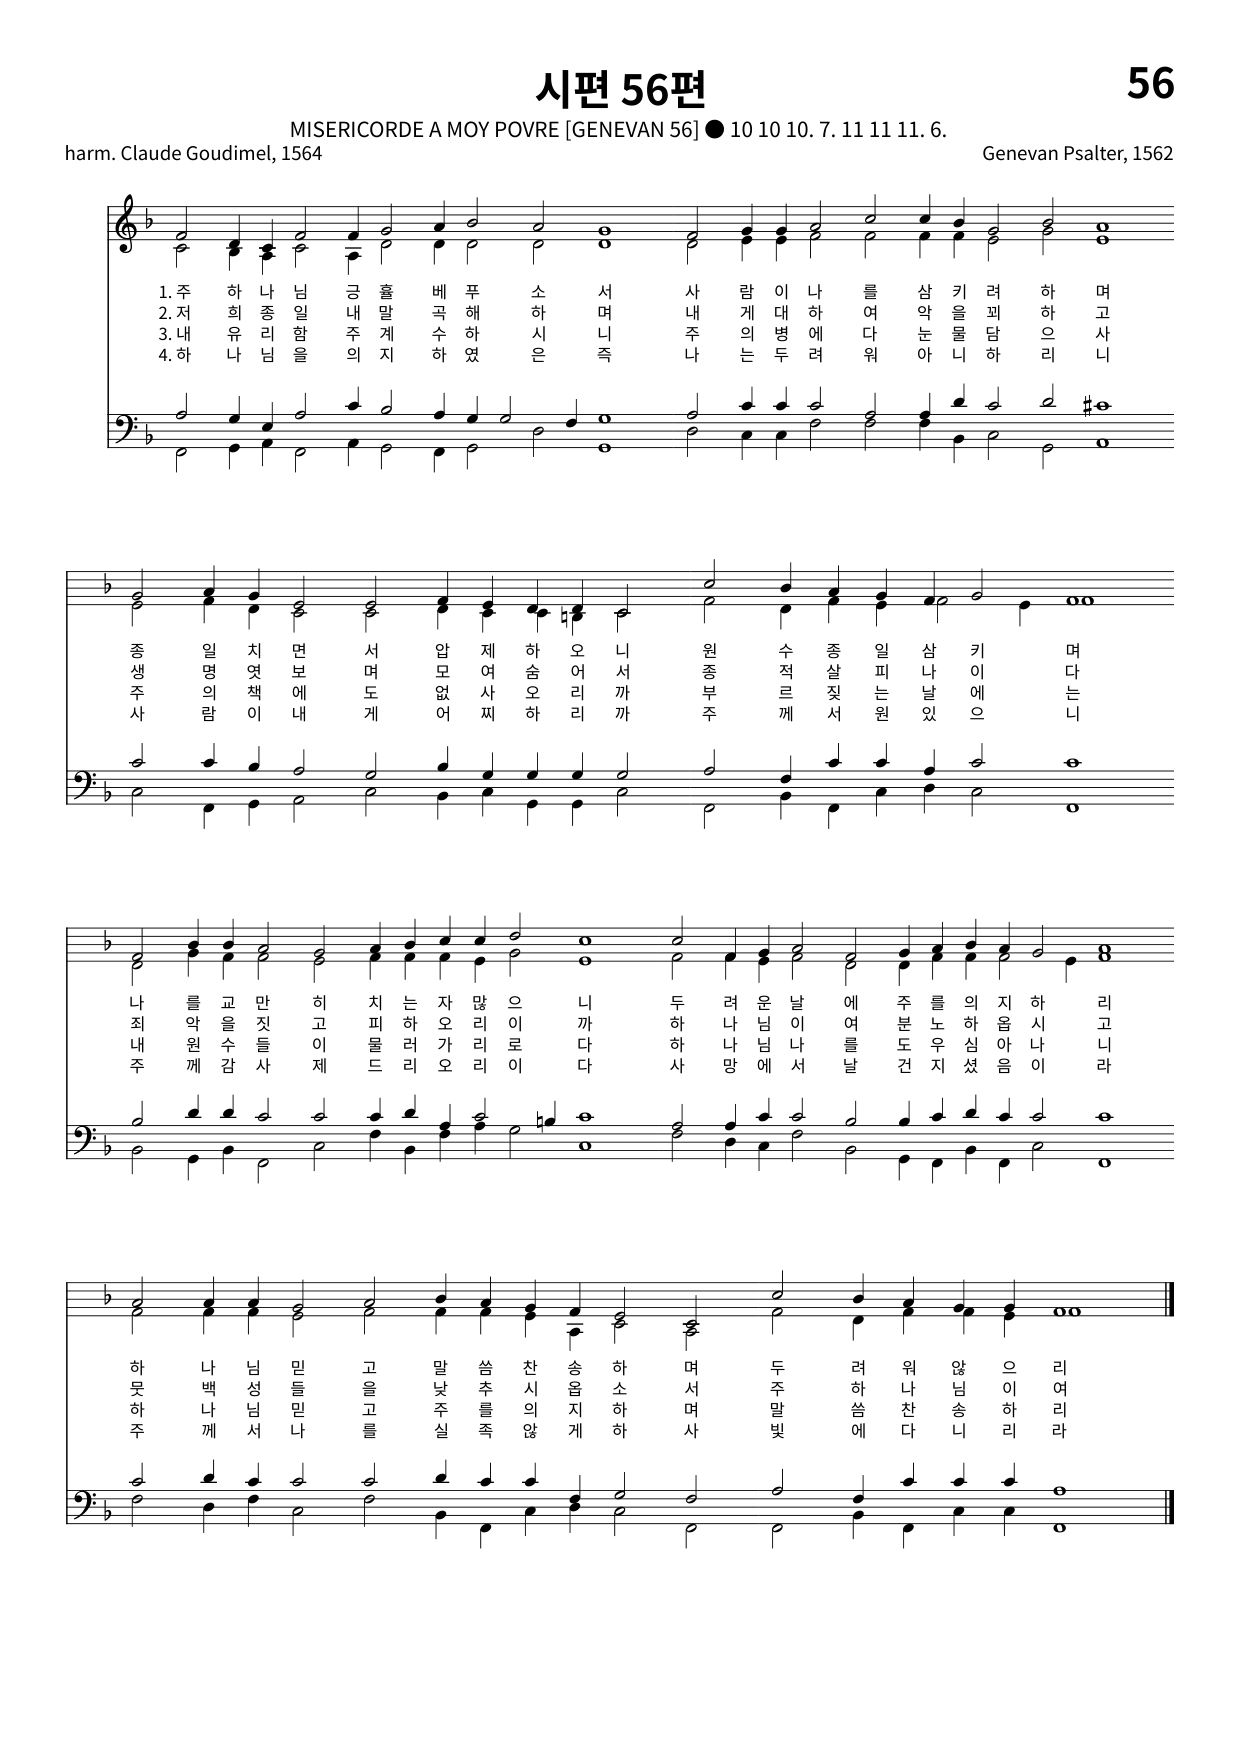 시편 56편
56
MISERICORDE A MOY POVRE [GENEVAN 56] ● 10 10 10. 7. 11 11 11. 6.
harm. Claude Goudimel, 1564
Genevan Psalter, 1562
1. 주 하 나 님 긍 휼 베 푸 소 서 사 람 이 나 를 삼 키 려 하 며
2. 저 희 종 일 내 말 곡 해 하 며 내 게 대 하 여 악 을 꾀 하 고
3. 내 유 리 함 주 계 수 하 시 니 주 의 병 에 다 눈 물 담 으 사
4. 하 나 님 을 의 지 하 였 은 즉 나 는 두 려 워 아 니 하 리 니
종 일 치 면 서 압 제 하 오 니 원 수 종 일 삼 키 며
생 명 엿 보 며 모 여 숨 어 서 종 적 살 피 나 이 다
주 의 책 에 도 없 사 오 리 까 부 르 짖 는 날 에 는
사 람 이 내 게 어 찌 하 리 까 주 께 서 원 있 으 니
나 를 교 만 히 치 는 자 많 으 니 두 려 운 날 에 주 를 의 지 하 리
죄 악 을 짓 고 피 하 오 리 이 까 하 나 님 이 여 분 노 하 옵 시 고
내 원 수 들 이 물 러 가 리 로 다 하 나 님 나 를 도 우 심 아 나 니
주 께 감 사 제 드 리 오 리 이 다 사 망 에 서 날 건 지 셨 음 이 라
하 나 님 믿 고 말 씀 찬 송 하 며 두 려 워 않 으 리
뭇 백 성 들 을 낮 추 시 옵 소 서 주 하 나 님 이 여
하 나 님 믿 고 주 를 의 지 하 며 말 씀 찬 송 하 리
주 께 서 나 를 실 족 않 게 하 사 빛 에 다 니 리 라